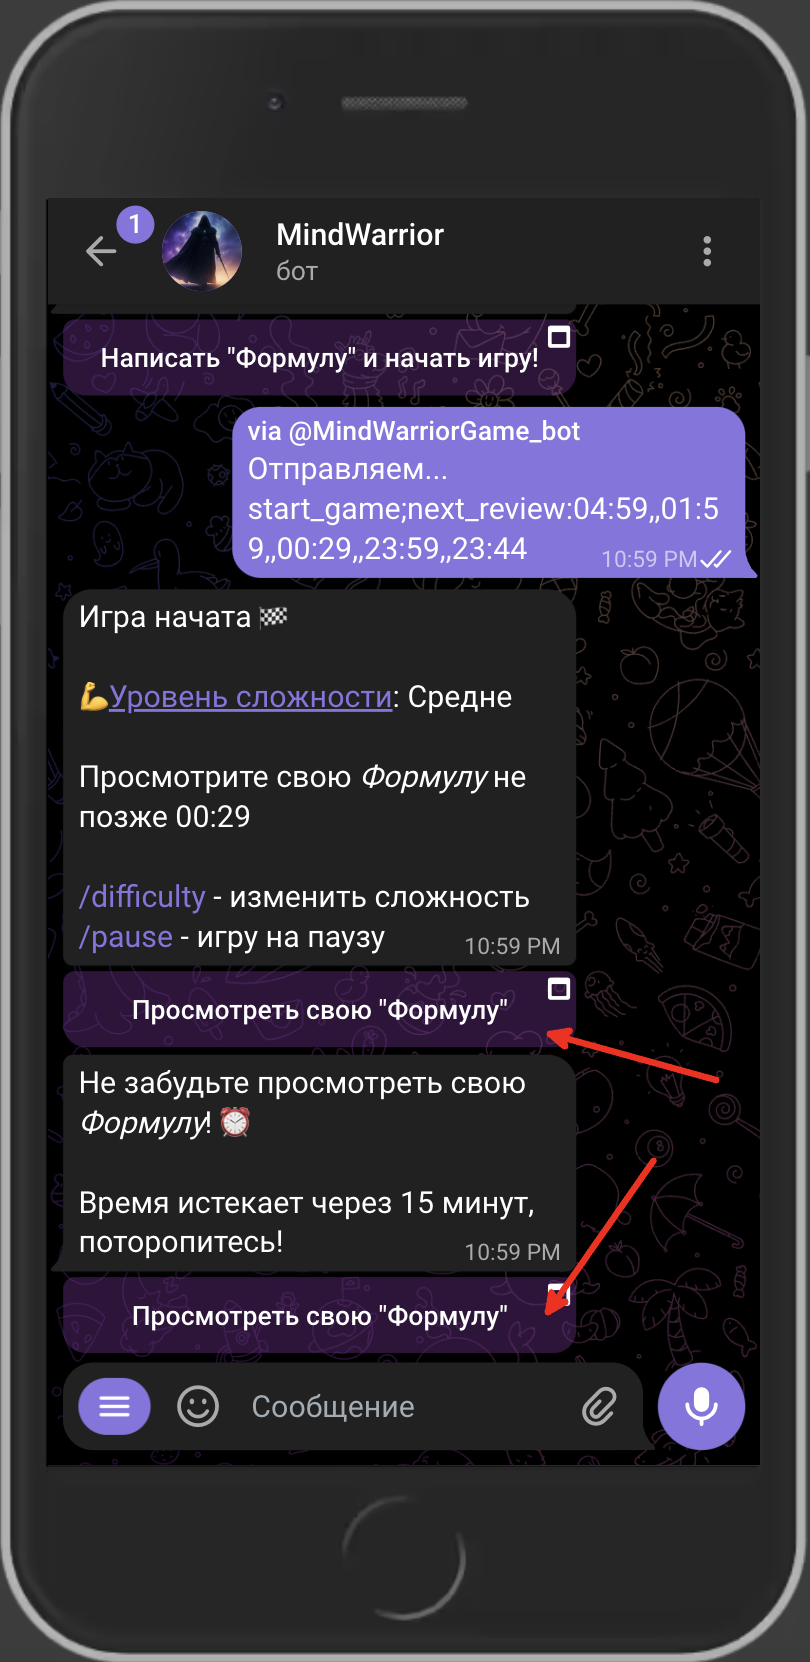 1
MindWarrior
бот
Написать "Формулу" и начать игру!
via @MindWarriorGame_bot
Отправляем...
start_game;next_review:04:59,,01:5
9,,00:29,,23:59,,23:44
10:59 PM
Игра начата 🏁
💪Уровень сложности: Средне
Просмотрите свою Формулу не
позже 00:29
/difficulty - изменить сложность
/pause - игру на паузу
10:59 PM
Просмотреть свою "Формулу"
Не забудьте просмотреть свою
Формулу! ⏰
Время истекает через 15 минут,
поторопитесь!
10:59 PM
Просмотреть свою "Формулу"
Сообщение